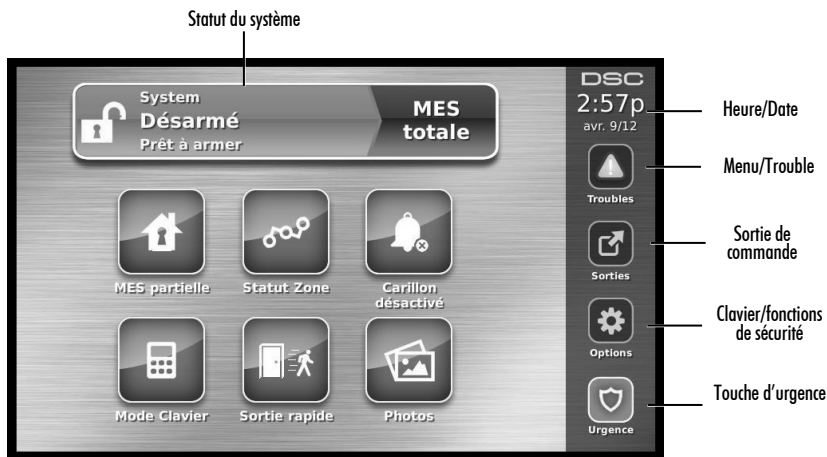 Statut du système
System
Désarmé
Prêt à armer
MES
totale
DSC
2:57p
avr. 9/12
Heure/Date
Troubles
Menu/Trouble
Sorties
Sortie de
commande
Options
Clavier/fonctions
de sécurité
Urgence
Touche d'urgence
MES partielle
Statut Zone
Carillon
désactivé
Mode Clavier
Sortie rapide
Photos